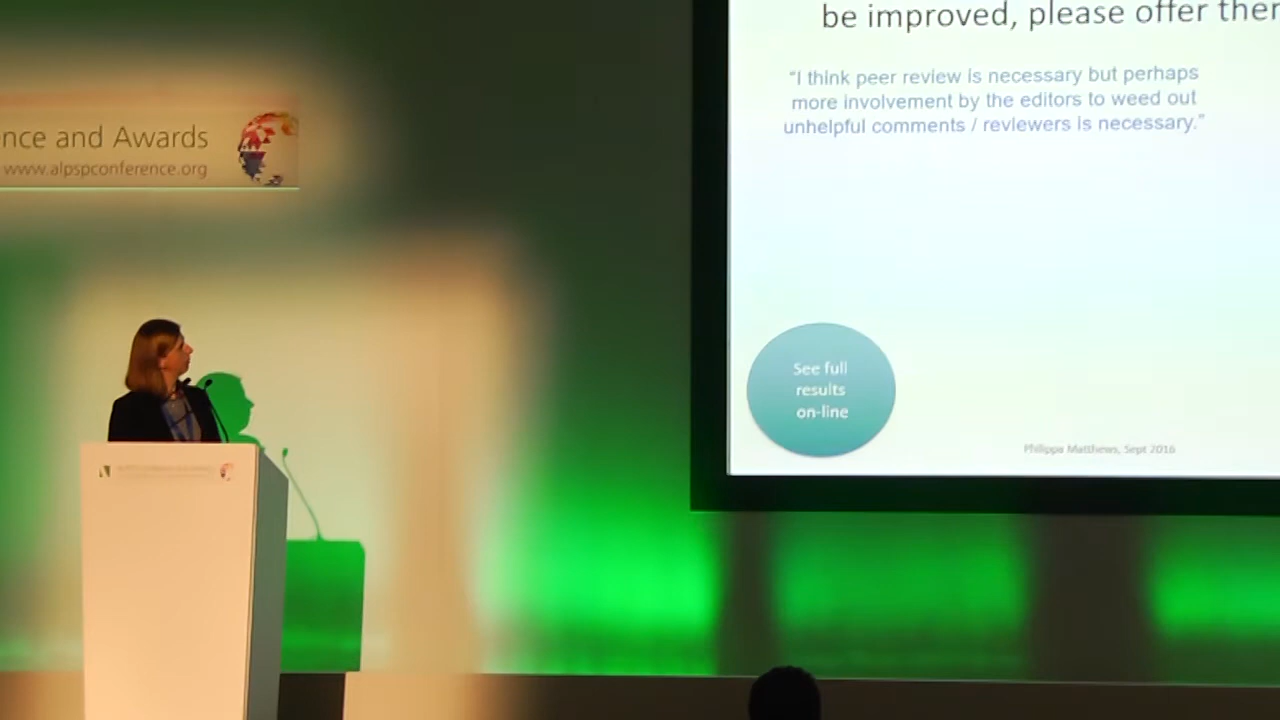 be improved, please offer ther
"I think peer review is necessary but perhaps
more involvement by the editors to weed out
unhelpful comments / reviewers is necessary."
nce and Awards
www.alpspconference.org
See full
results
on-line
Philippa Matthews, Sept 2016